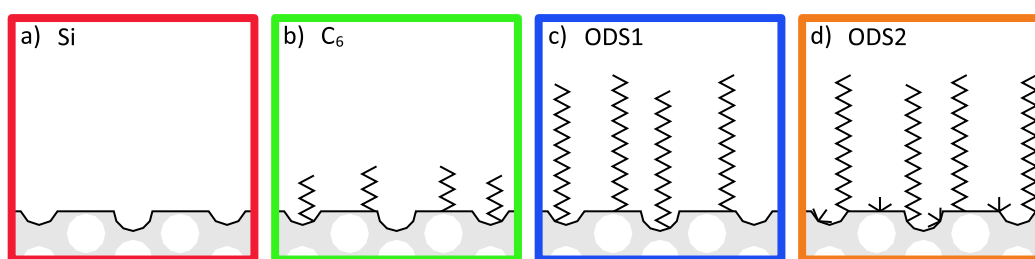 a) Si
b) C₆
c) ODS1
d) ODS2